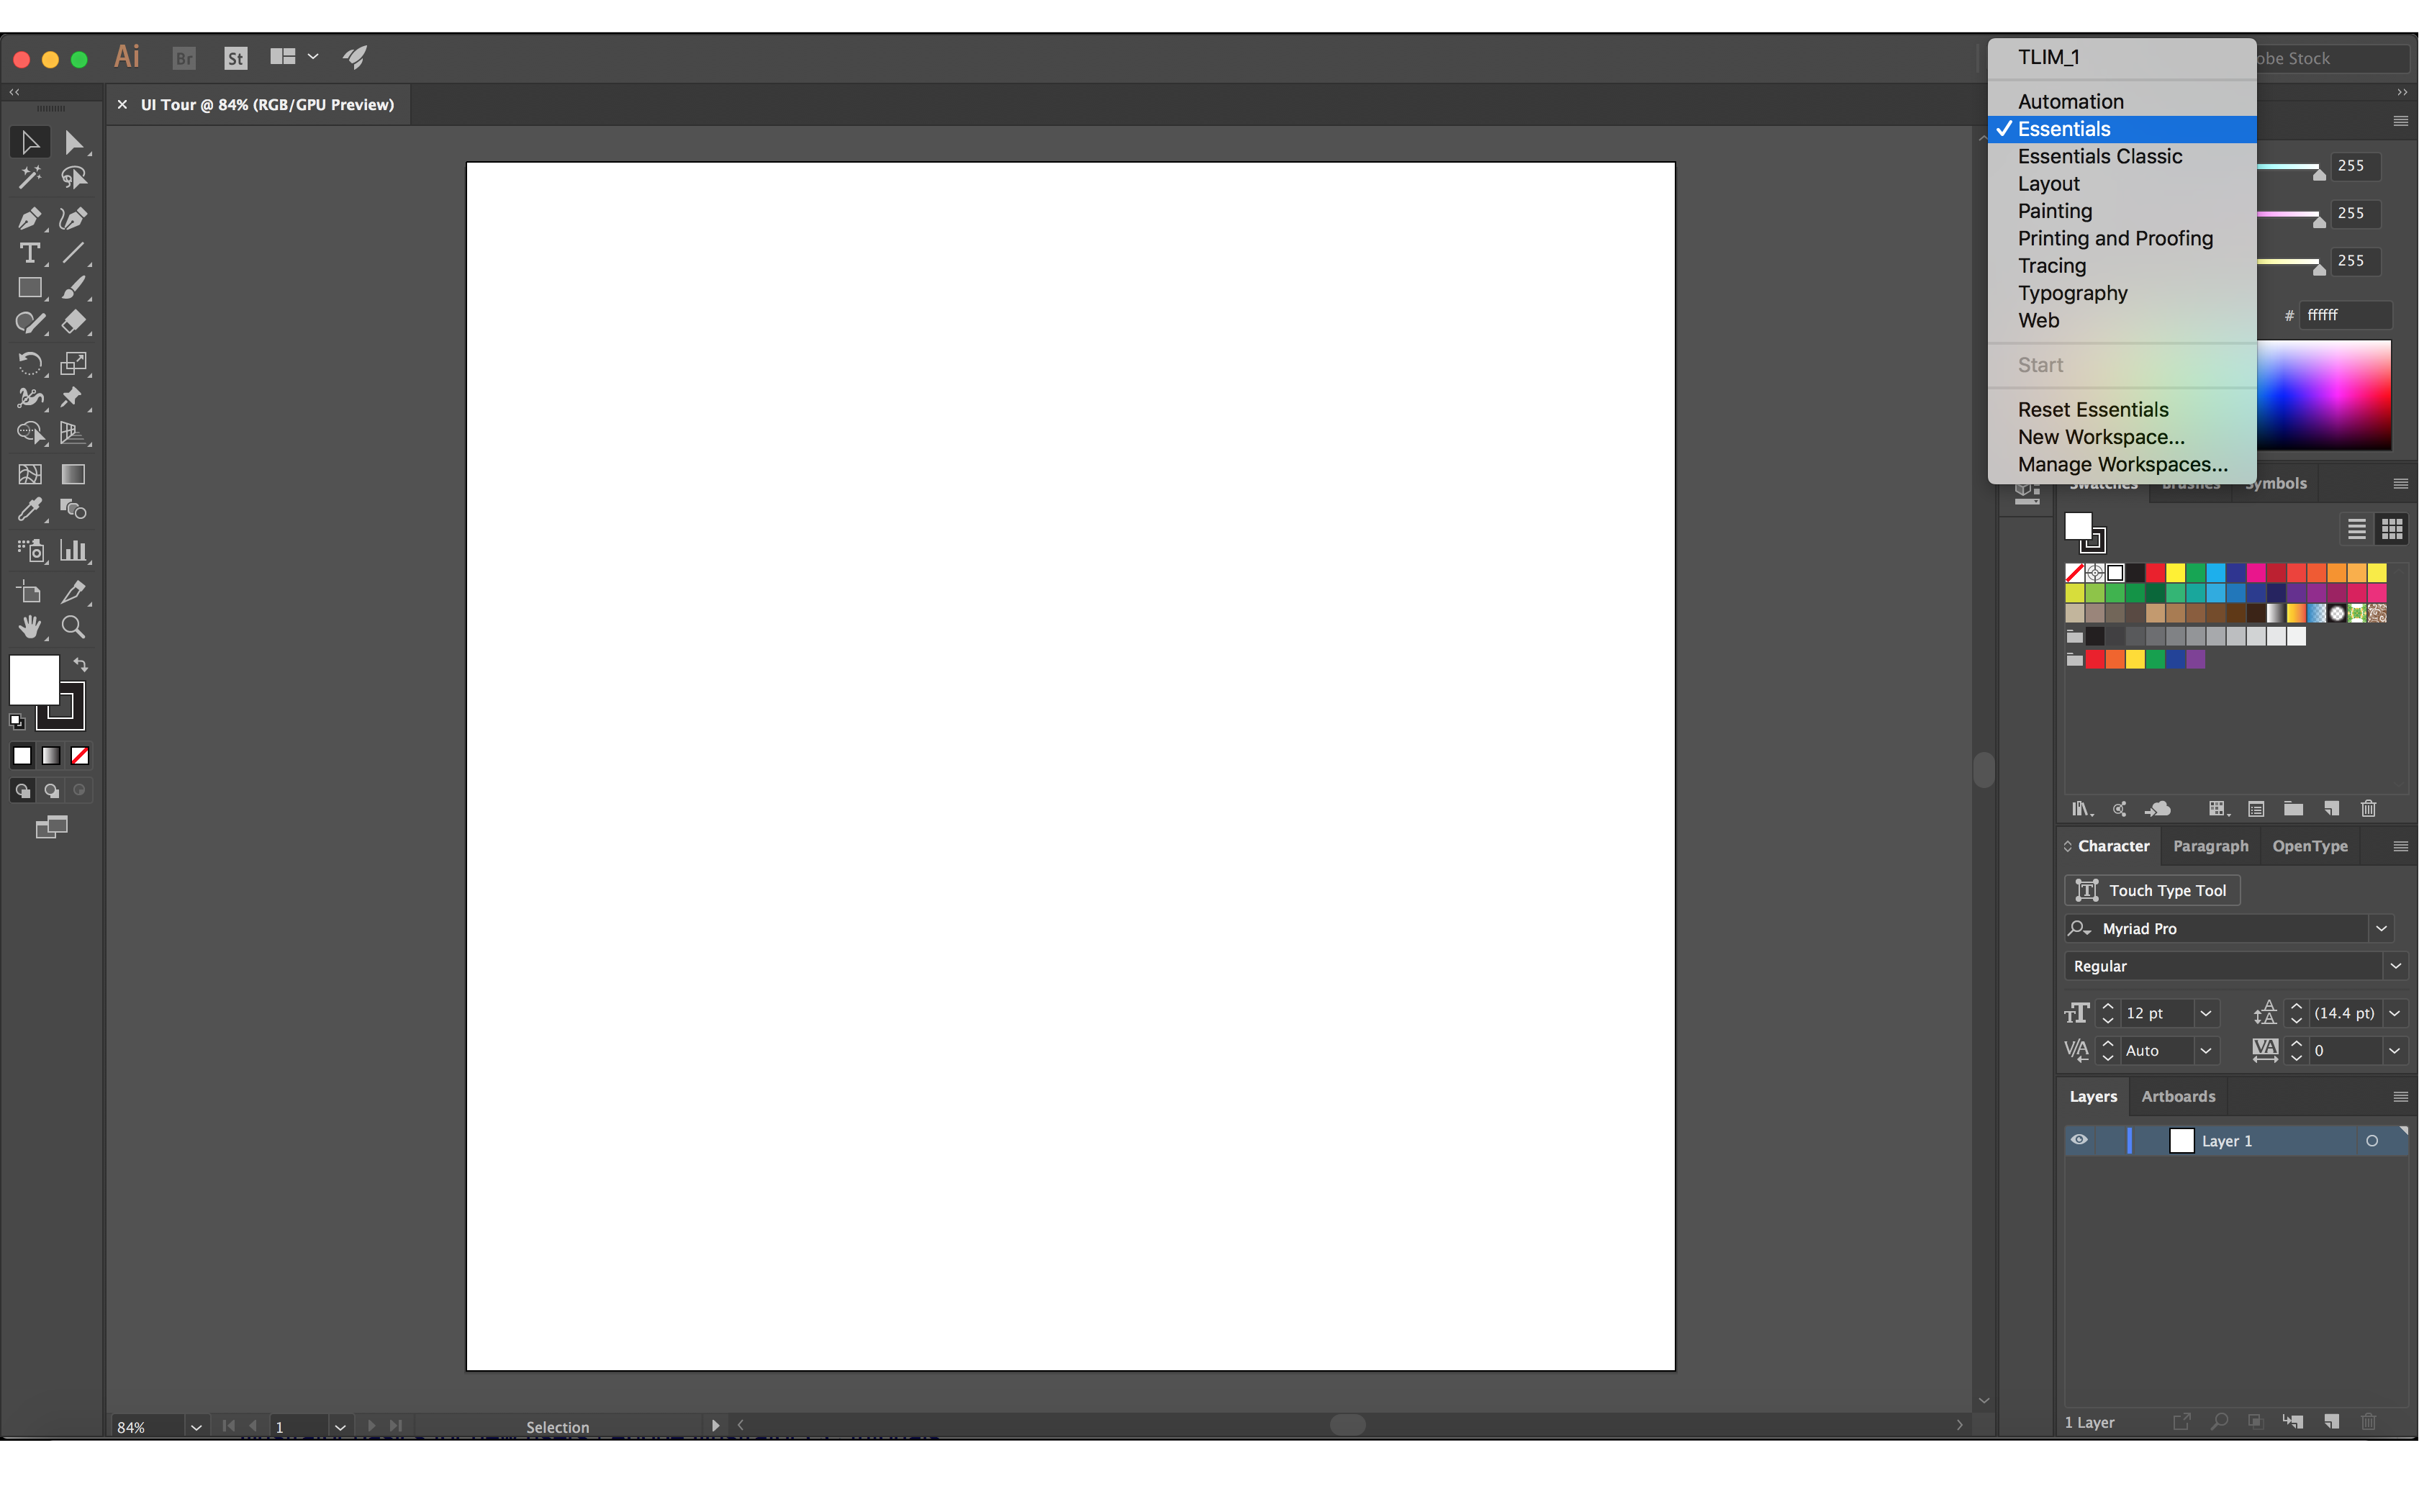 Ai Br St
TLIM_1
obe Stock
UI Tour @ 84% (RGB/GPU Preview)
Automation
Essentials
Essentials Classic
Layout
Painting
Printing and Proofing
Tracing
Typography
Web
Start
Reset Essentials
New Workspace...
Manage Workspaces...
255
255
255
# ffffff
Swatches Brushes Symbols
Character Paragraph OpenType
Touch Type Tool
Myriad Pro
Regular
12 pt (14.4 pt)
Auto 0
Layers Artboards
Layer 1
1 Layer
84% 1 Selection